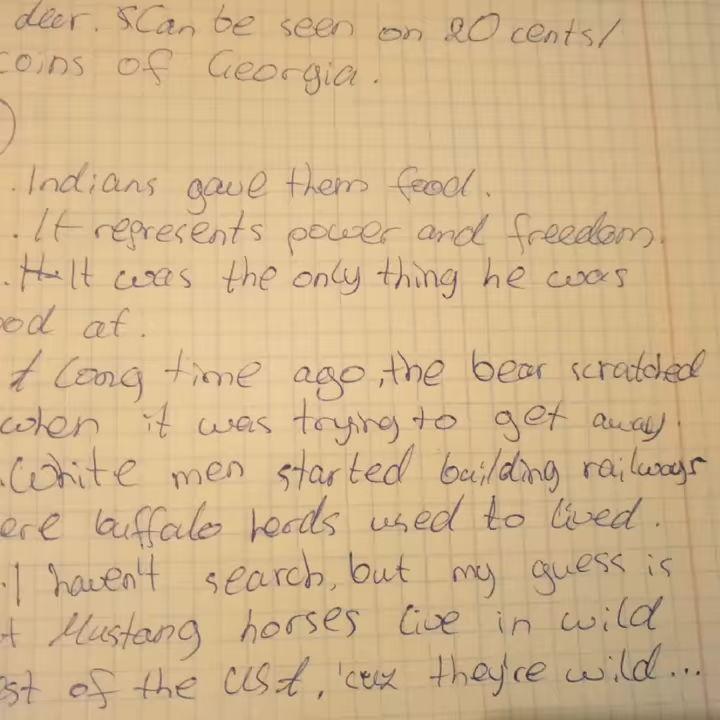 deer. Can be seen on 20 cents/
coins of Georgia.
)
. Indians gave them food.
. It represents power and freedom.
. It was the only thing he was
ood at.
A long time ago, the bear scratched
when it was trying to get away.
. White men started building railways
ere buffalo herds used to lived.
. I haven't search, but my guess is
t Mustang horses live in wild
est of the USA, 'cuz they're wild...